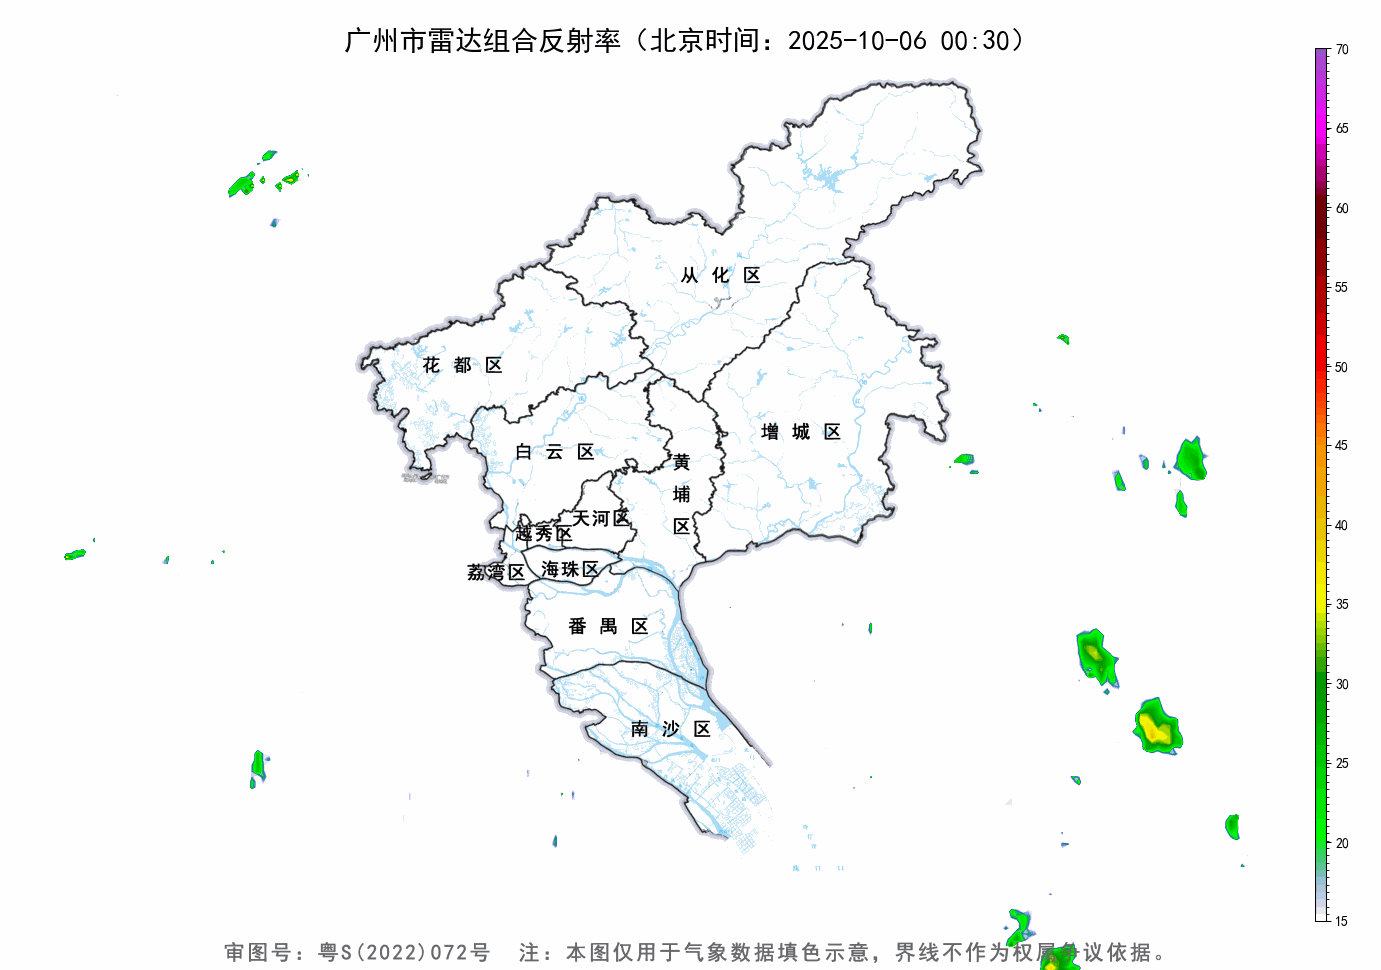 广州市雷达组合反射率（北京时间：2025-10-06 00:30）
70
65
60
55
50
45
40
35
30
25
20
15
从化区
花都区
增城区
白云区
黄埔区
天河区
越秀区
荔湾区
海珠区
番禺区
南沙区
审图号：粤S(2022)072号　注：本图仅用于气象数据填色示意，界线不作为权属争议依据。